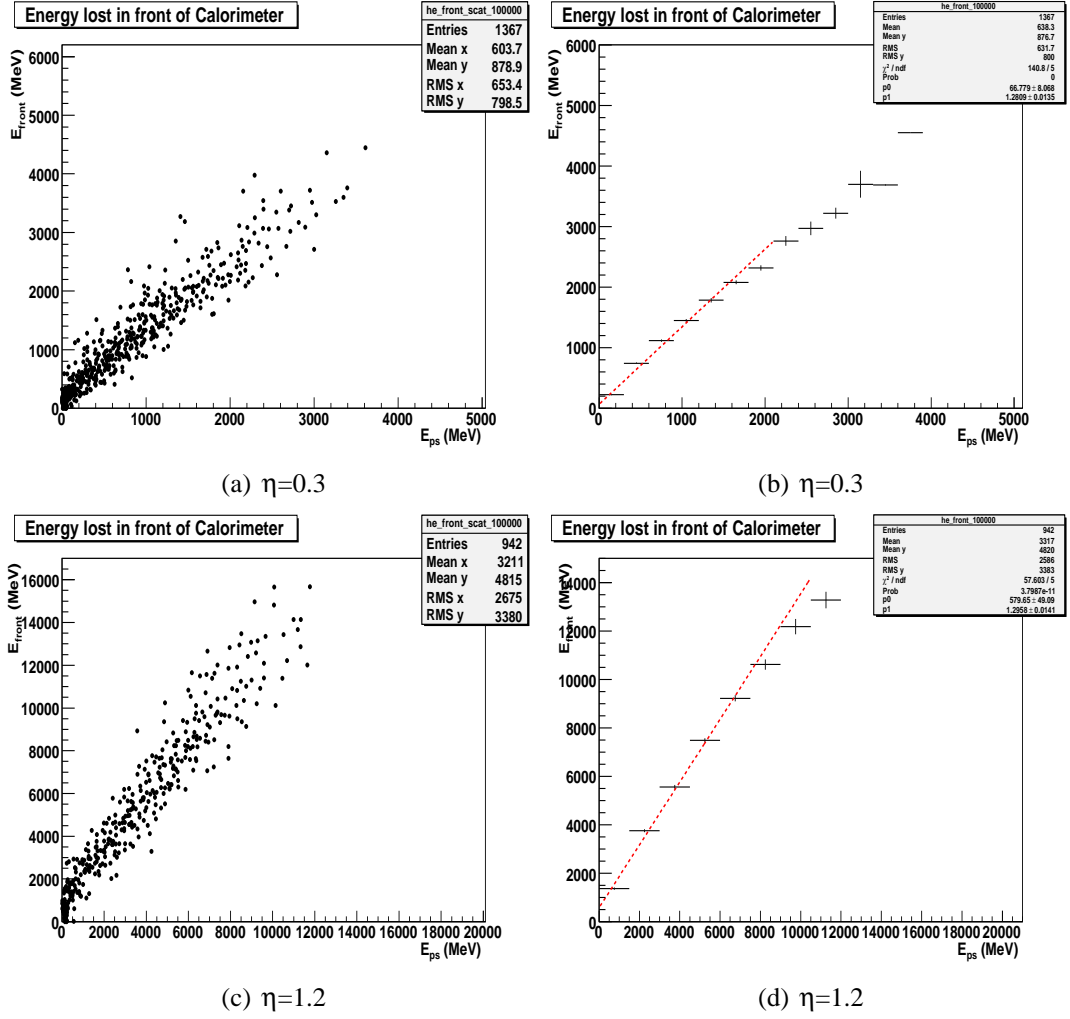 Energy lost in front of Calorimeter
he_front_scat_100000
Entries 1367
Mean x 603.7
Mean y 878.9
RMS x 653.4
RMS y 798.5
E_front (MeV)
6000
5000
4000
3000
2000
1000
0
0 1000 2000 3000 4000 5000
E_ps (MeV)
(a) η=0.3
Energy lost in front of Calorimeter
he_front_100000
Entries 1367
Mean 638.3
Mean y 876.7
RMS 631.7
RMS y 800
χ² / ndf 140.8 / 5
Prob 0
p0 66.779 ± 8.068
p1 1.2809 ± 0.0135
E_front (MeV)
6000
5000
4000
3000
2000
1000
0
0 1000 2000 3000 4000 5000
E_ps (MeV)
(b) η=0.3
Energy lost in front of Calorimeter
he_front_scat_100000
Entries 942
Mean x 3211
Mean y 4815
RMS x 2675
RMS y 3380
E_front (MeV)
16000
14000
12000
10000
8000
6000
4000
2000
0
0 2000 4000 6000 8000 10000 12000 14000 16000 18000 20000
E_ps (MeV)
(c) η=1.2
Energy lost in front of Calorimeter
he_front_100000
Entries 942
Mean 3317
Mean y 4820
RMS 2586
RMS y 3383
χ² / ndf 57.603 / 5
Prob 3.7987e-11
p0 579.65 ± 49.09
p1 1.2958 ± 0.0141
E_front (MeV)
14000
12000
10000
8000
6000
4000
2000
0
0 2000 4000 6000 8000 10000 12000 14000 16000 18000 20000
E_ps (MeV)
(d) η=1.2